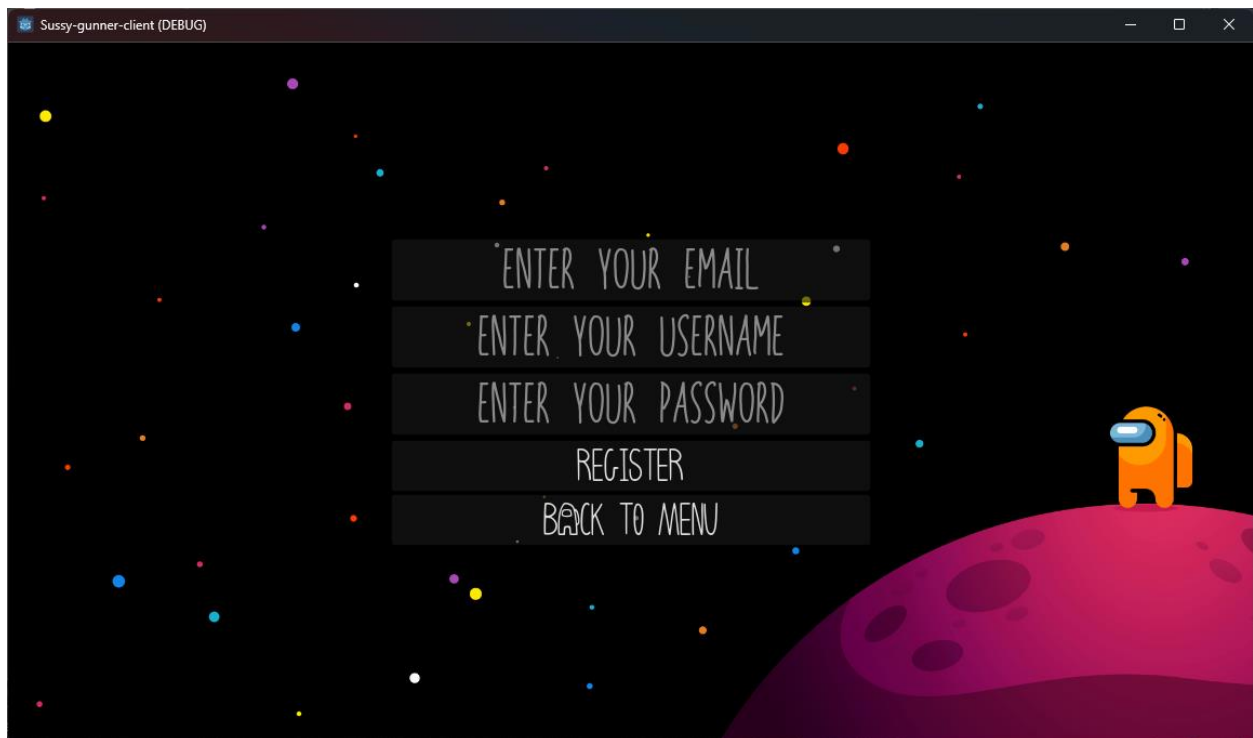 Sussy-gunner-client (DEBUG)
ENTER YOUR EMAIL
ENTER YOUR USERNAME
ENTER YOUR PASSWORD
REGISTER
BACK TO MENU